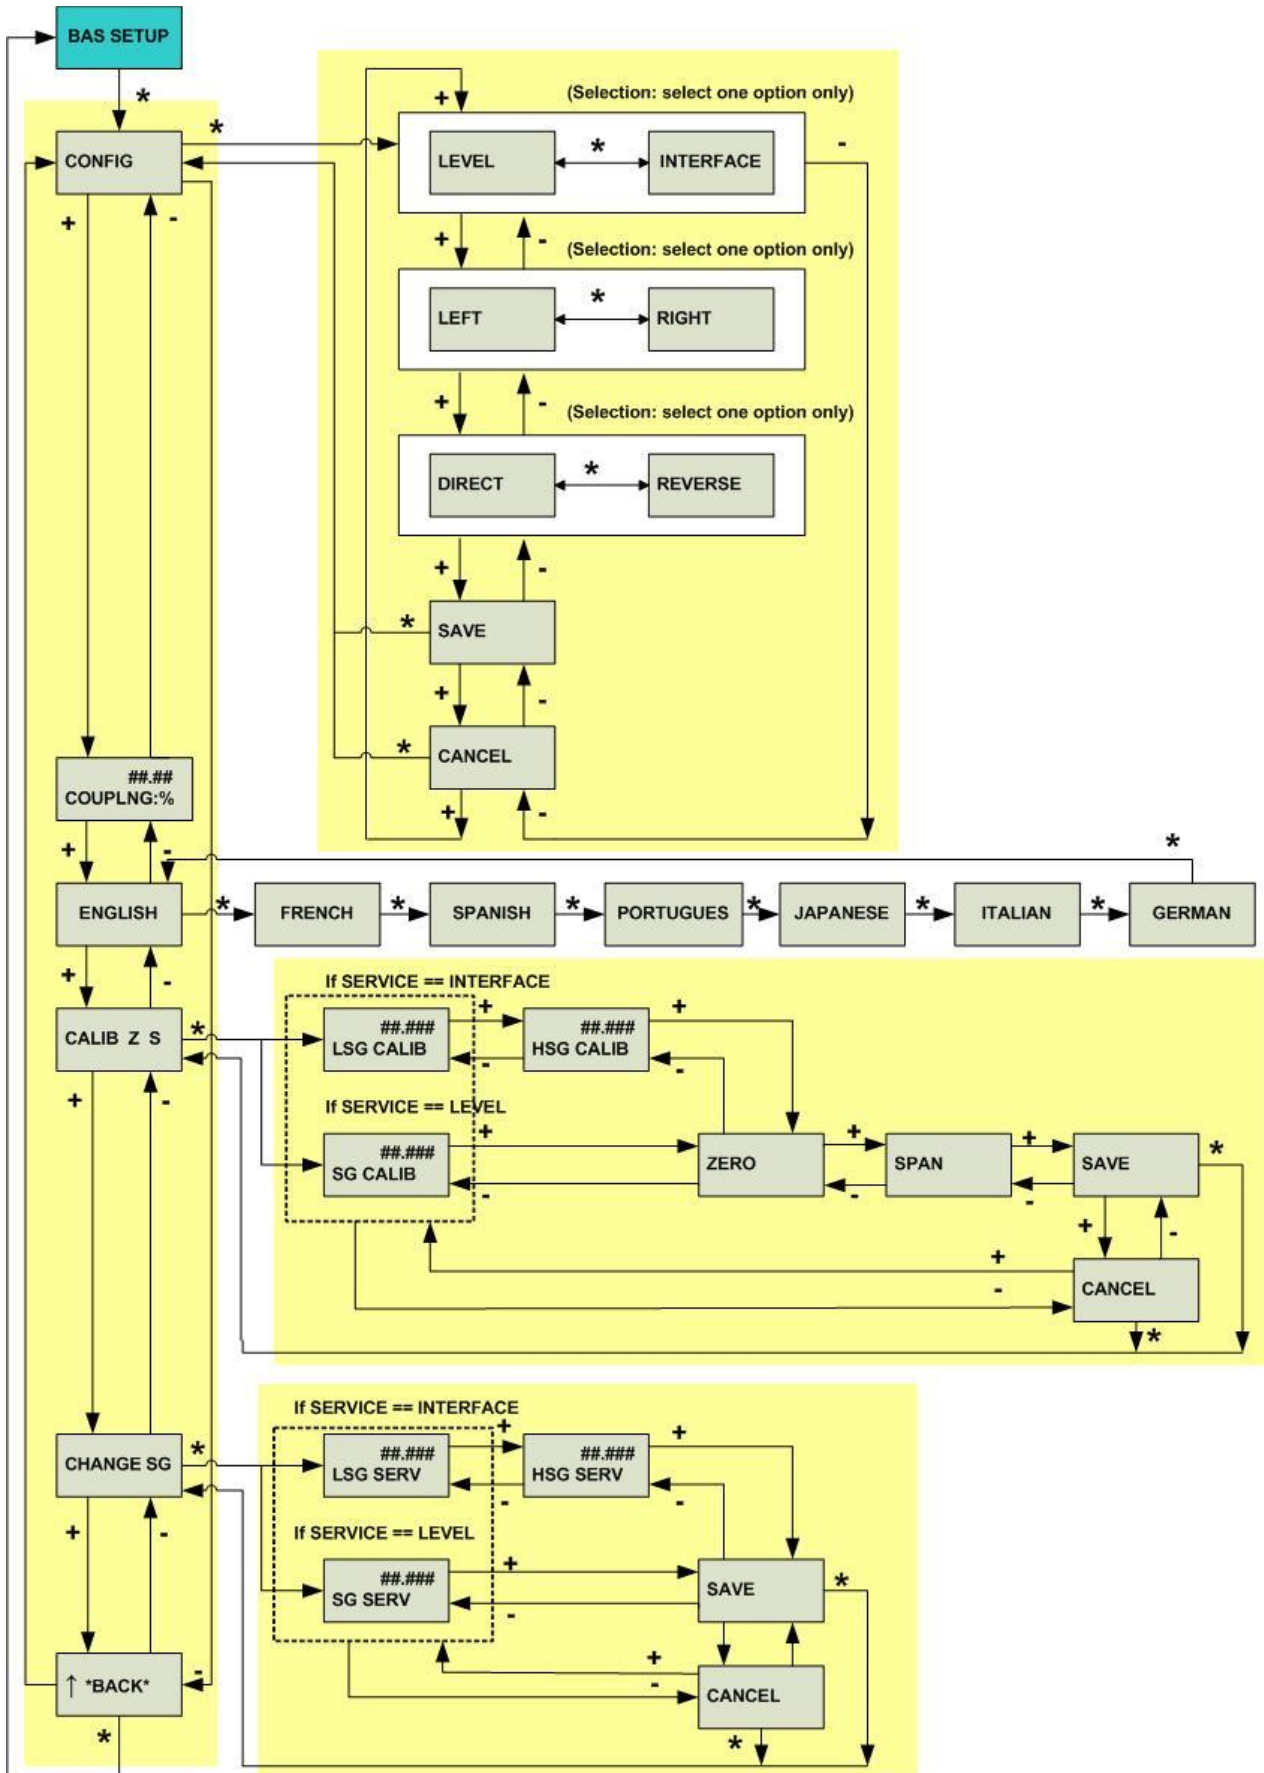 BAS SETUP
*
(Selection: select one option only)
+
*
CONFIG
LEVEL
*
INTERFACE
-
+
-
+
-
(Selection: select one option only)
LEFT
*
RIGHT
+
-
(Selection: select one option only)
DIRECT
*
REVERSE
+
-
*
SAVE
+
-
*
CANCEL
+
-
##.##
COUPLNG:%
+
-
*
ENGLISH
*
FRENCH
*
SPANISH
*
PORTUGUES
*
JAPANESE
*
ITALIAN
*
GERMAN
+
-
If SERVICE == INTERFACE
CALIB Z S
*
##.###
LSG CALIB
+
-
##.###
HSG CALIB
+
-
+
-
If SERVICE == LEVEL
##.###
SG CALIB
+
-
ZERO
+
-
SPAN
+
-
SAVE
*
+
-
+
-
CANCEL
*
If SERVICE == INTERFACE
CHANGE SG
*
##.###
LSG SERV
+
-
##.###
HSG SERV
+
-
+
-
If SERVICE == LEVEL
##.###
SG SERV
+
-
SAVE
*
+
-
CANCEL
*
↑ *BACK*
-
*